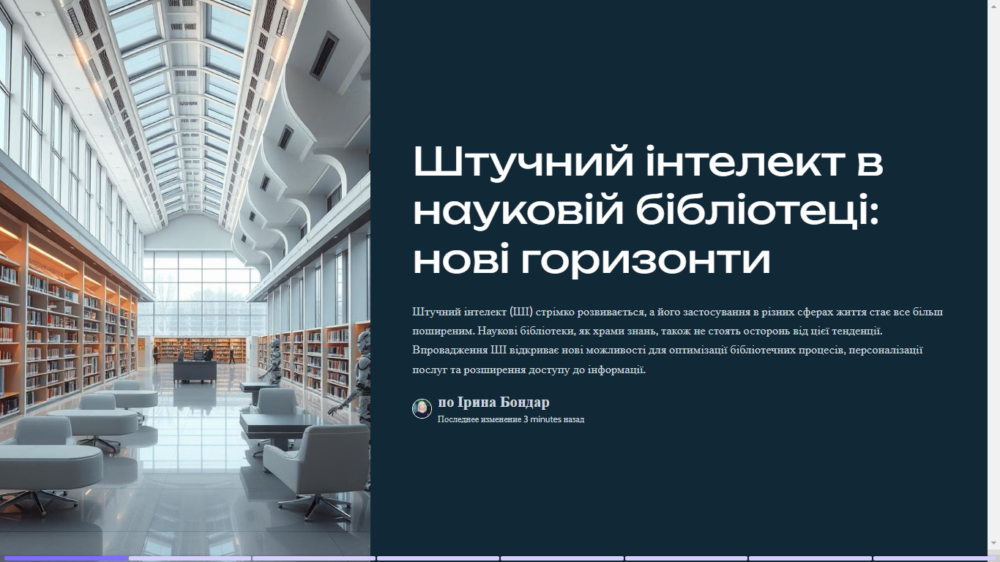 Штучний інтелект в
науковій бібліотеці:
нові горизонти
Штучний інтелект (ШІ) стрімко розвивається, а його застосування в різних сферах життя стає все більш
поширеним. Наукові бібліотеки, як храми знань, також не стоять осторонь від цієї тенденції.
Впровадження ШІ відкриває нові можливості для оптимізації бібліотечних процесів, персоналізації
послуг та розширення доступу до інформації.
по Ірина Бондар
Последнее изменение 3 minutes назад